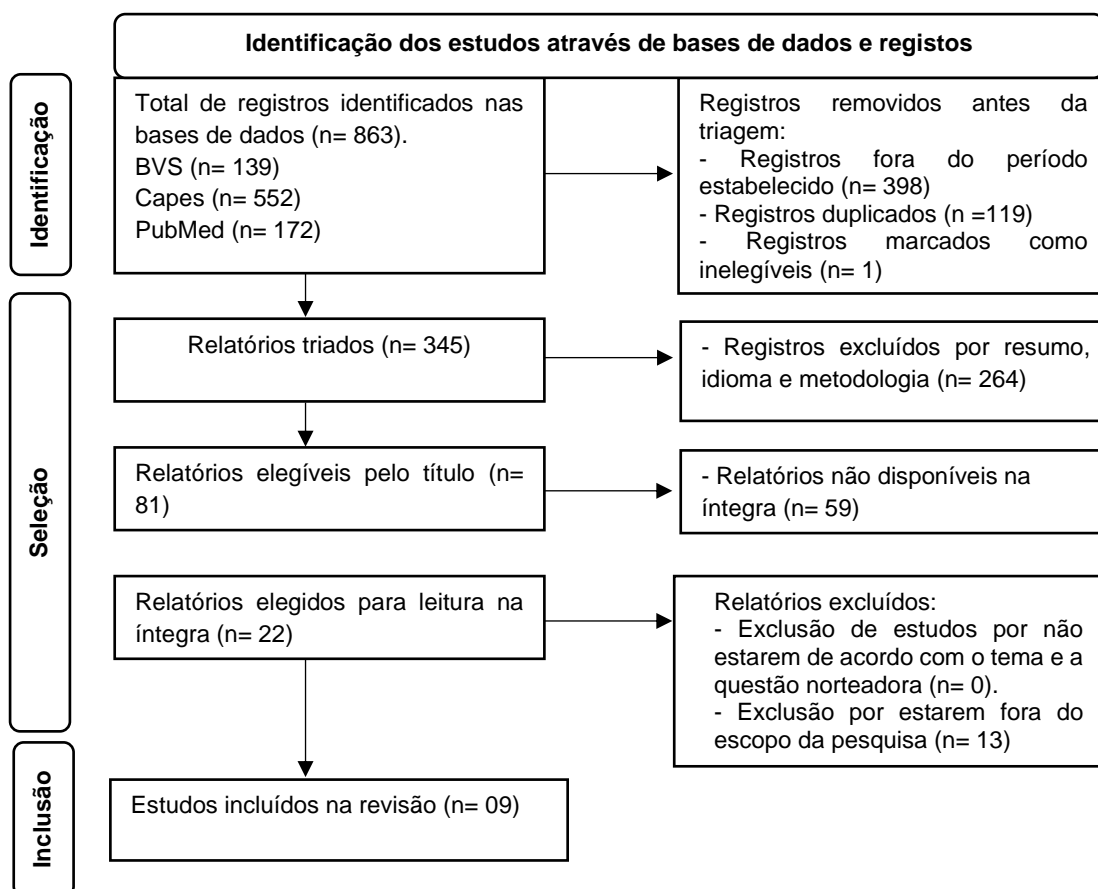 Identificação dos estudos através de bases de dados e registos
Identificação
Total de registros identificados nas
bases de dados (n= 863).
BVS (n= 139)
Capes (n= 552)
PubMed (n= 172)
Registros removidos antes da
triagem:
- Registros fora do período
estabelecido (n= 398)
- Registros duplicados (n =119)
- Registros marcados como
inelegíveis (n= 1)
Seleção
Relatórios triados (n= 345)
- Registros excluídos por resumo,
idioma e metodologia (n= 264)
Relatórios elegíveis pelo título (n=
81)
- Relatórios não disponíveis na
íntegra (n= 59)
Relatórios elegidos para leitura na
íntegra (n= 22)
Relatórios excluídos:
- Exclusão de estudos por não
estarem de acordo com o tema e a
questão norteadora (n= 0).
- Exclusão por estarem fora do
escopo da pesquisa (n= 13)
Inclusão
Estudos incluídos na revisão (n= 09)